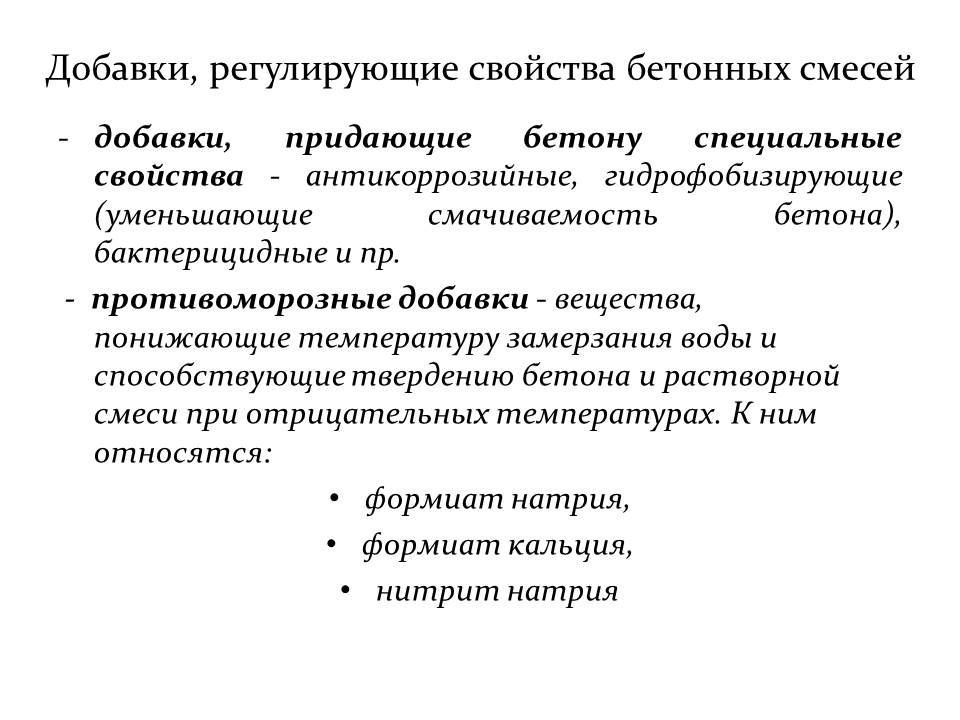 Добавки, регулирующие свойства бетонных смесей
- добавки, придающие бетону специальные
свойства - антикоррозийные, гидрофобизирующие
(уменьшающие смачиваемость бетона),
бактерицидные и пр.
- противоморозные добавки - вещества,
понижающие температуру замерзания воды и
способствующие твердению бетона и растворной
смеси при отрицательных температурах. К ним
относятся:
• формиат натрия,
• формиат кальция,
• нитрит натрия